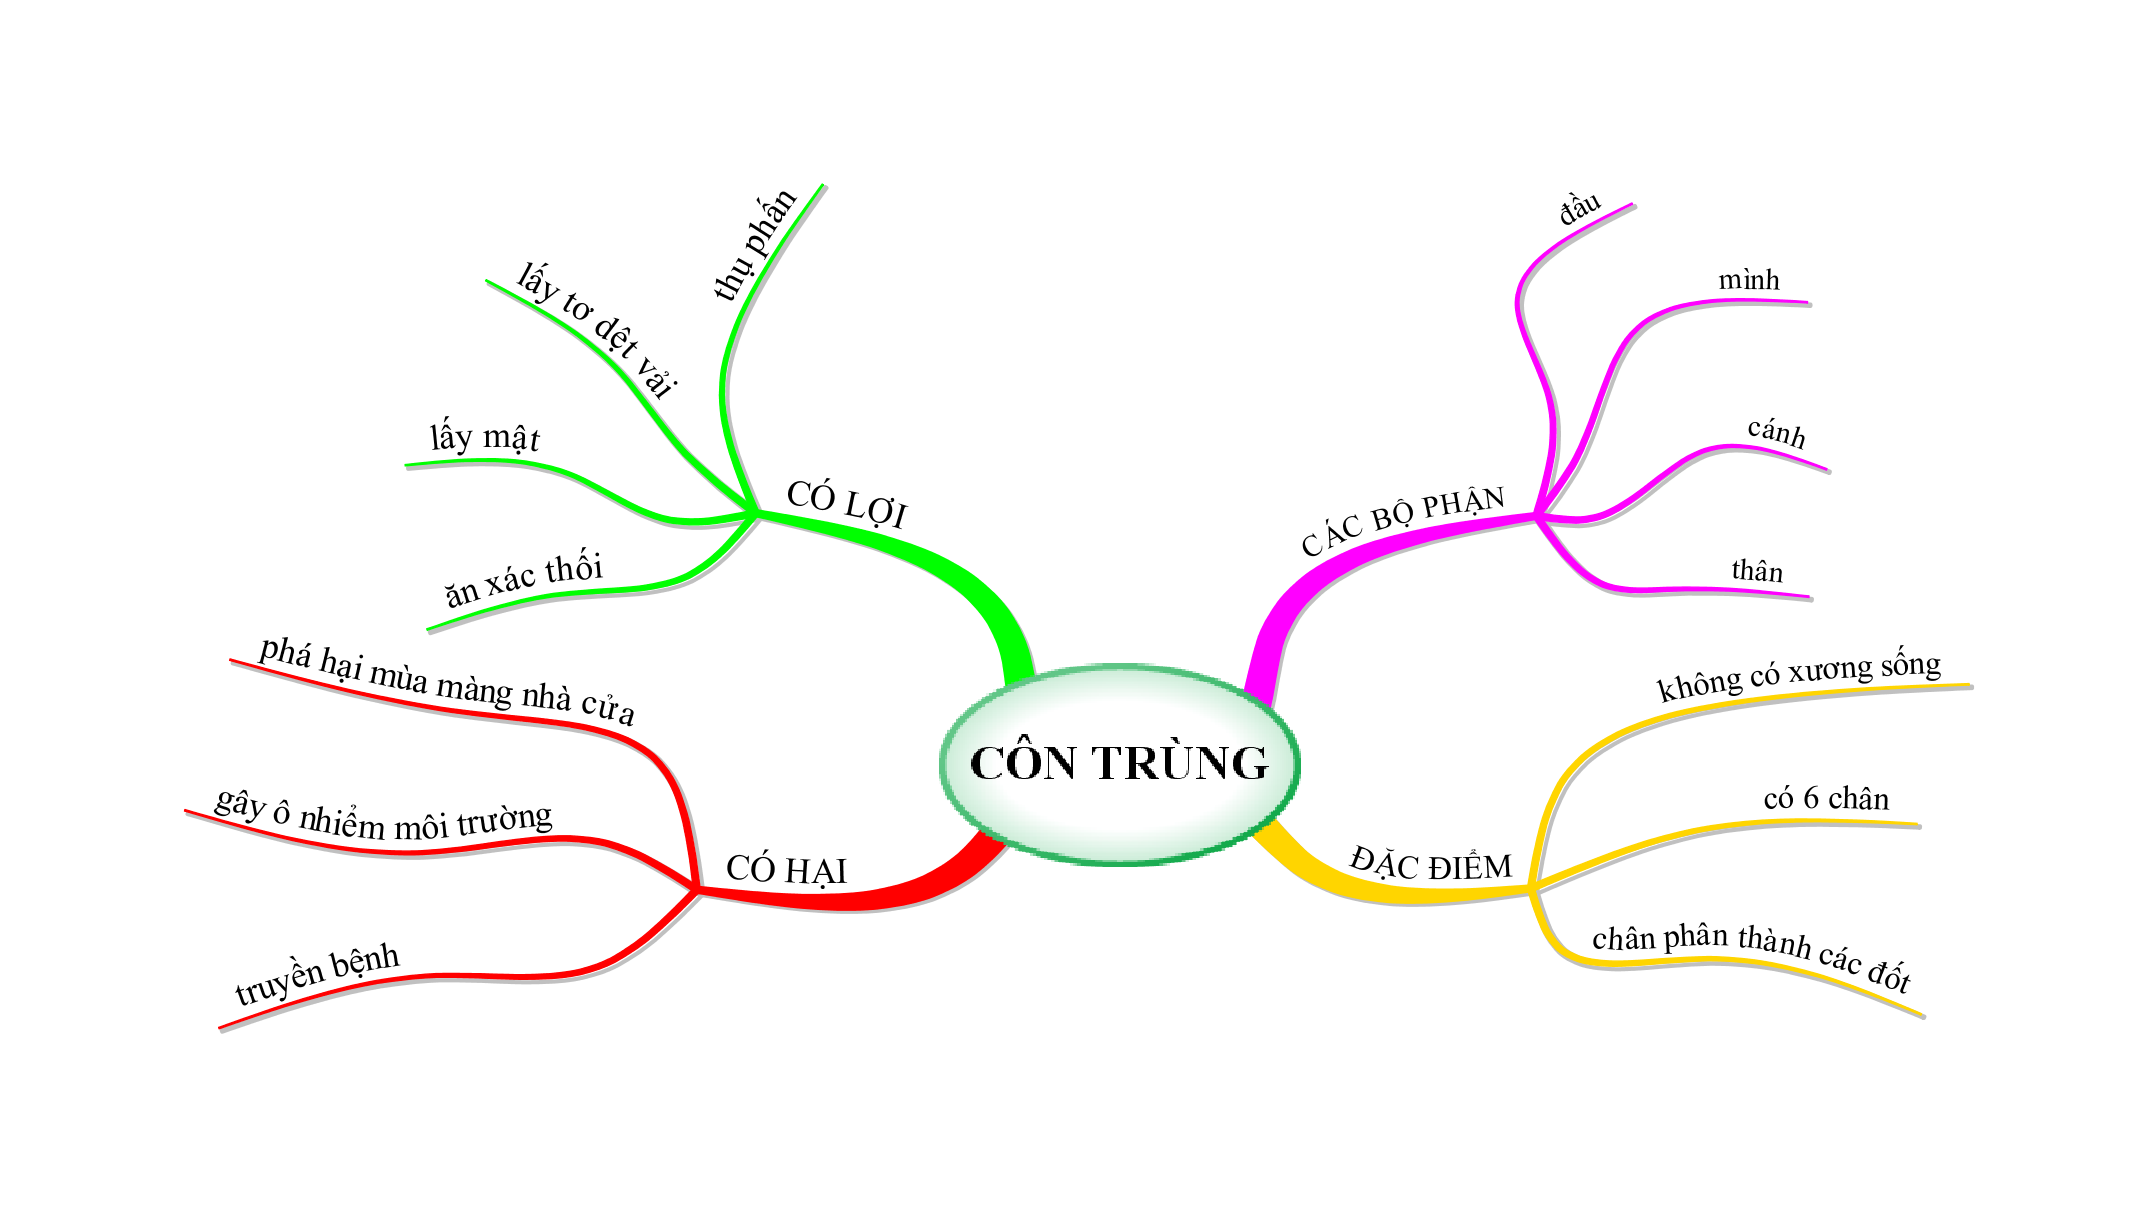 CÔN TRÙNG
CÓ LỢI
thụ phấn
lấy tơ dệt vải
lấy mật
ăn xác thối
CÁC BỘ PHẬN
đầu
mình
cánh
thân
CÓ HẠI
phá hại mùa màng nhà cửa
gây ô nhiểm môi trường
truyền bệnh
ĐẶC ĐIỂM
không có xương sống
có 6 chân
chân phân thành các đốt